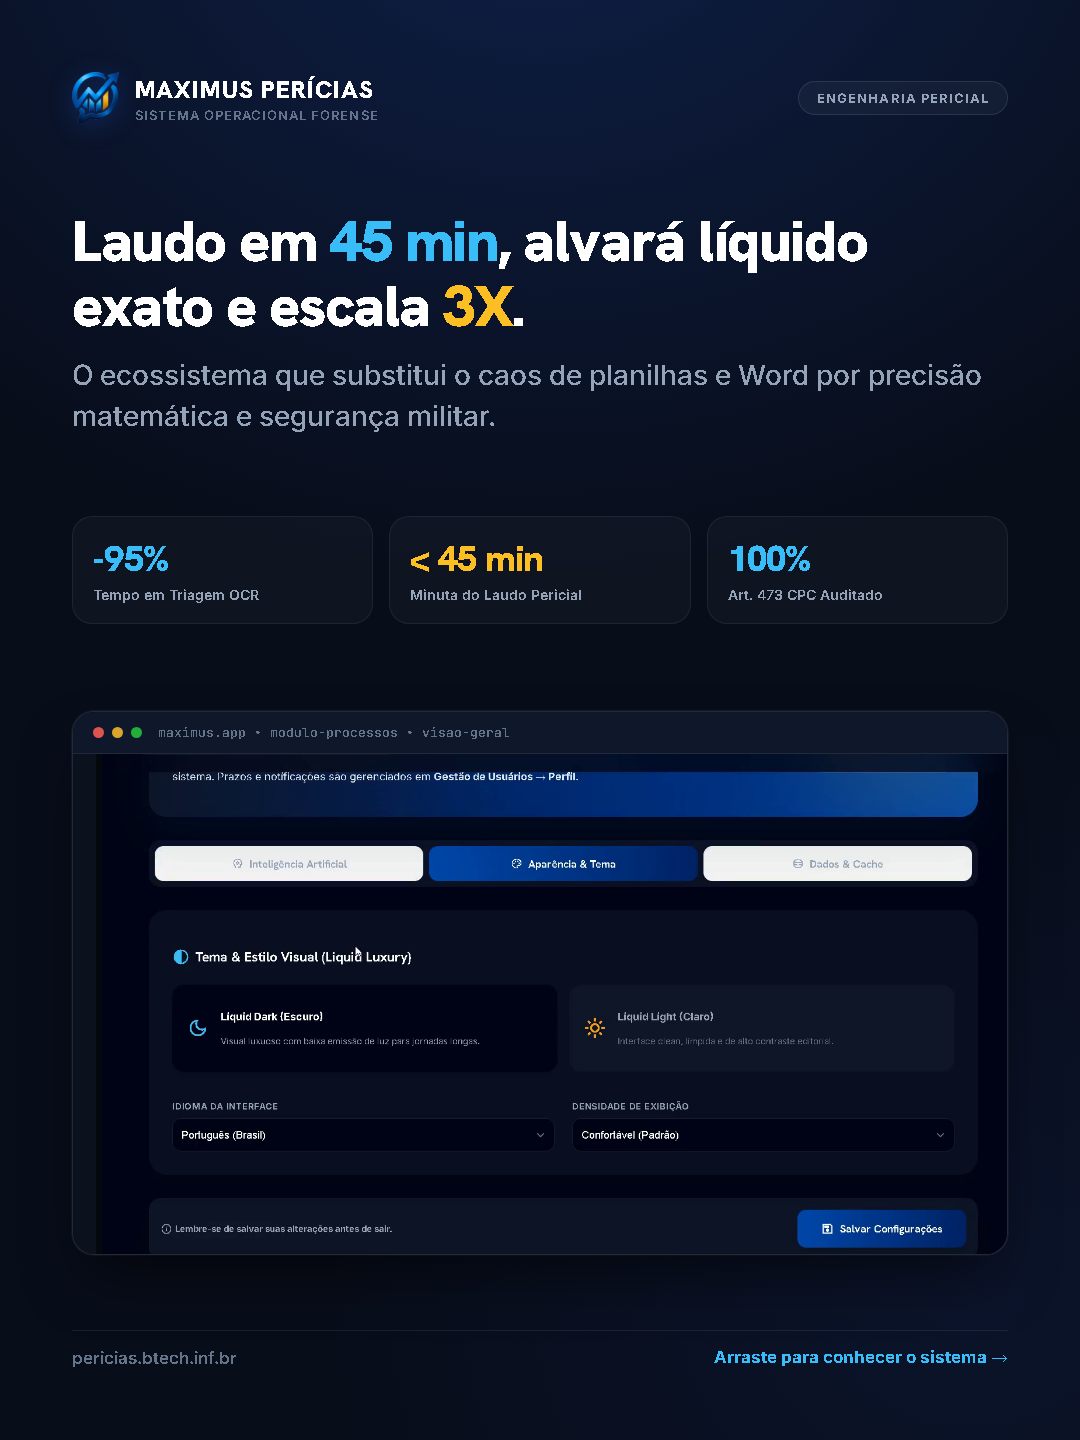 MAXIMUS PERÍCIAS
SISTEMA OPERACIONAL FORENSE
ENGENHARIA PERICIAL
Laudo em 45 min, alvará líquido
exato e escala 3X.
O ecossistema que substitui o caos de planilhas e Word por precisão
matemática e segurança militar.
-95%
Tempo em Triagem OCR
< 45 min
Minuta do Laudo Pericial
100%
Art. 473 CPC Auditado
maximus.app • modulo-processos • visao-geral
sistema. Prazos e notificações são gerenciados em Gestão de Usuários → Perfil.
Inteligência Artificial
Aparência & Tema
Dados & Cache
Tema & Estilo Visual (Liquid Luxury)
Líquid Dark (Escuro)
Visual luxuoso com baixa emissão de luz para jornadas longas.
Líquid Light (Claro)
Interface clean, límpida e de alto contraste editorial.
IDIOMA DA INTERFACE
Português (Brasil)
DENSIDADE DE EXIBIÇÃO
Confortável (Padrão)
Lembre-se de salvar suas alterações antes de sair.
Salvar Configurações
pericias.btech.inf.br
Arraste para conhecer o sistema →